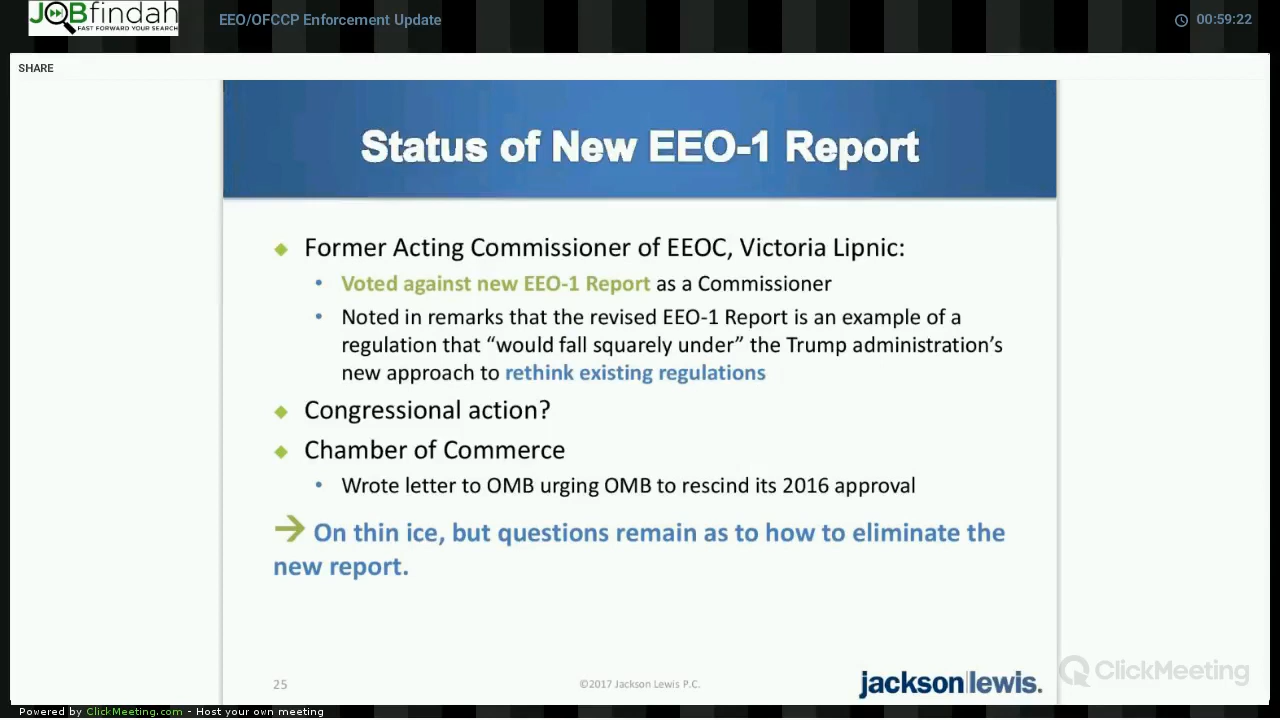 JOBfindah
FAST FORWARD YOUR SEARCH
EEO/OFCCP Enforcement Update
00:59:22
SHARE
Status of New EEO-1 Report
Former Acting Commissioner of EEOC, Victoria Lipnic:
Voted against new EEO-1 Report as a Commissioner
Noted in remarks that the revised EEO-1 Report is an example of a
regulation that “would fall squarely under” the Trump administration’s
new approach to rethink existing regulations
Congressional action?
Chamber of Commerce
Wrote letter to OMB urging OMB to rescind its 2016 approval
→ On thin ice, but questions remain as to how to eliminate the
new report.
25
©2017 Jackson Lewis P.C.
jackson|lewis.
ClickMeeting
Powered by ClickMeeting.com - Host your own meeting